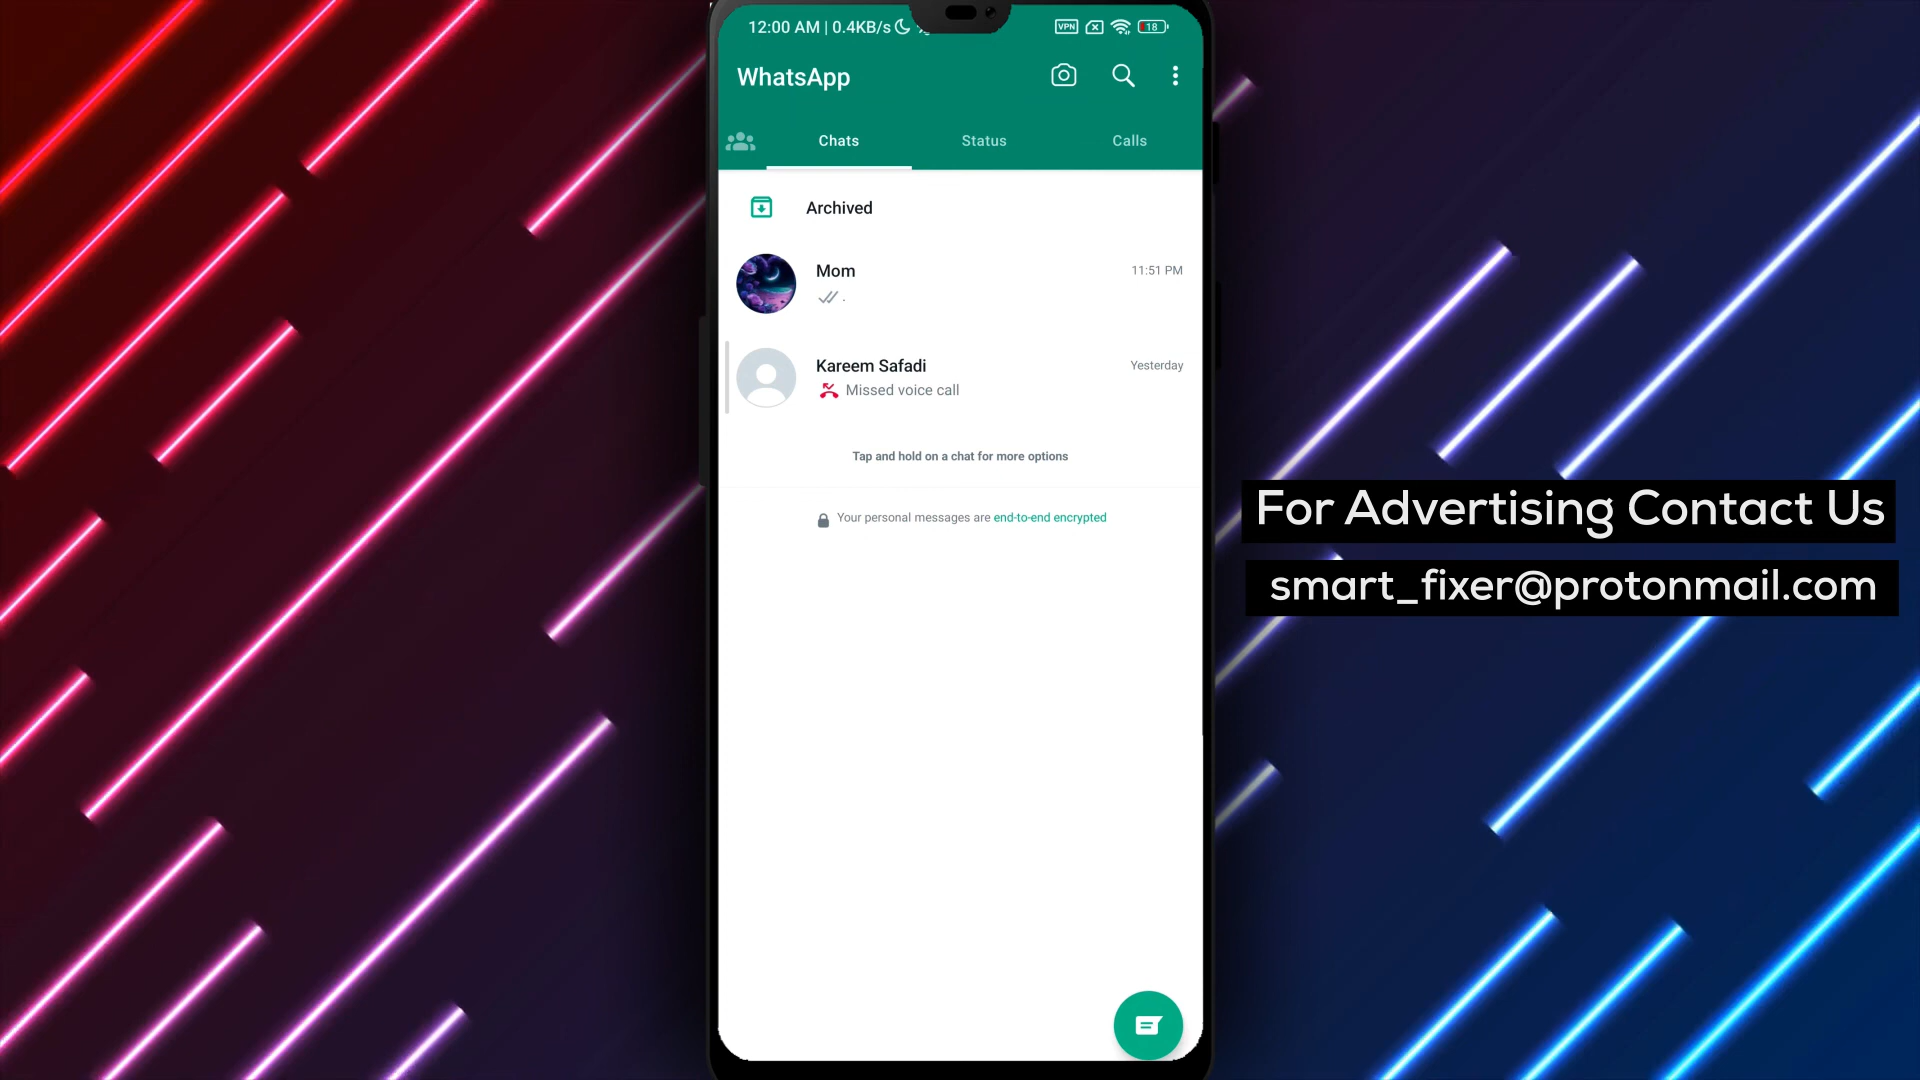 12:00 AM | 0.4KB/s
VPN
18
WhatsApp
Chats
Status
Calls
Archived
Mom
11:51 PM
.
Kareem Safadi
Yesterday
Missed voice call
Tap and hold on a chat for more options
Your personal messages are end-to-end encrypted
For Advertising Contact Us
smart_fixer@protonmail.com